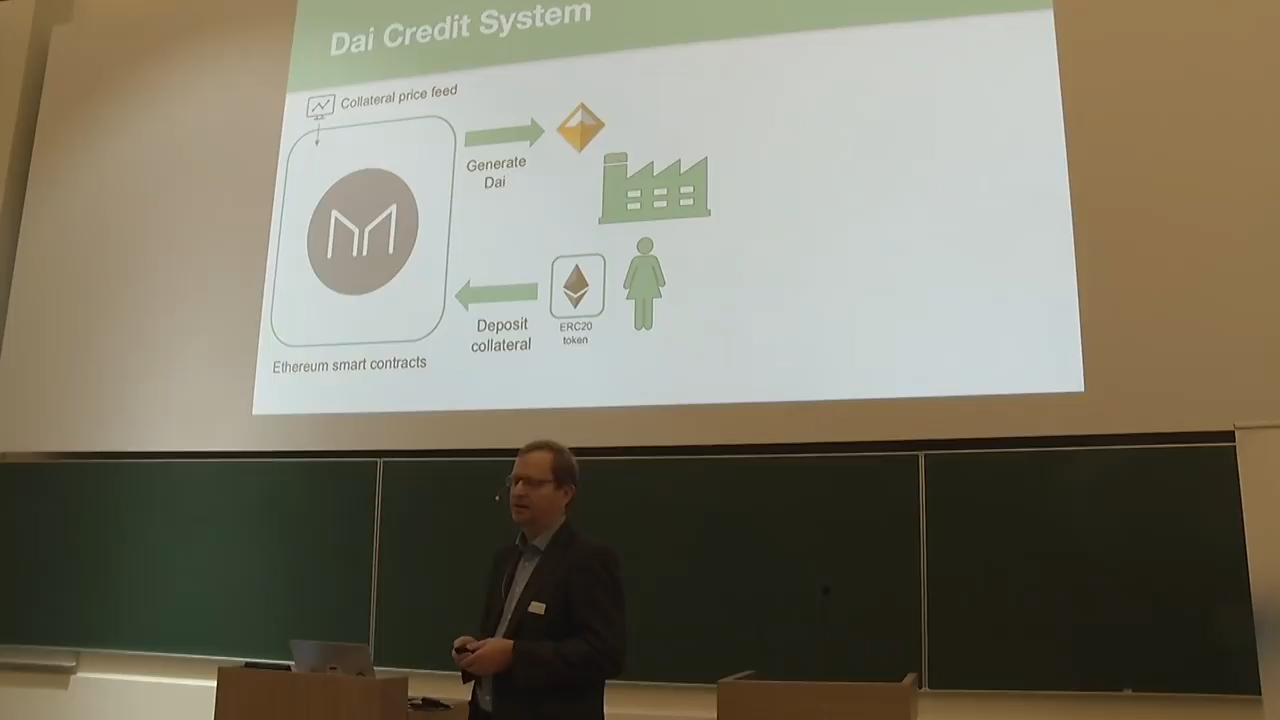 Dai Credit System
Collateral price feed
Generate
Dai
Deposit
collateral
ERC20
token
Ethereum smart contracts